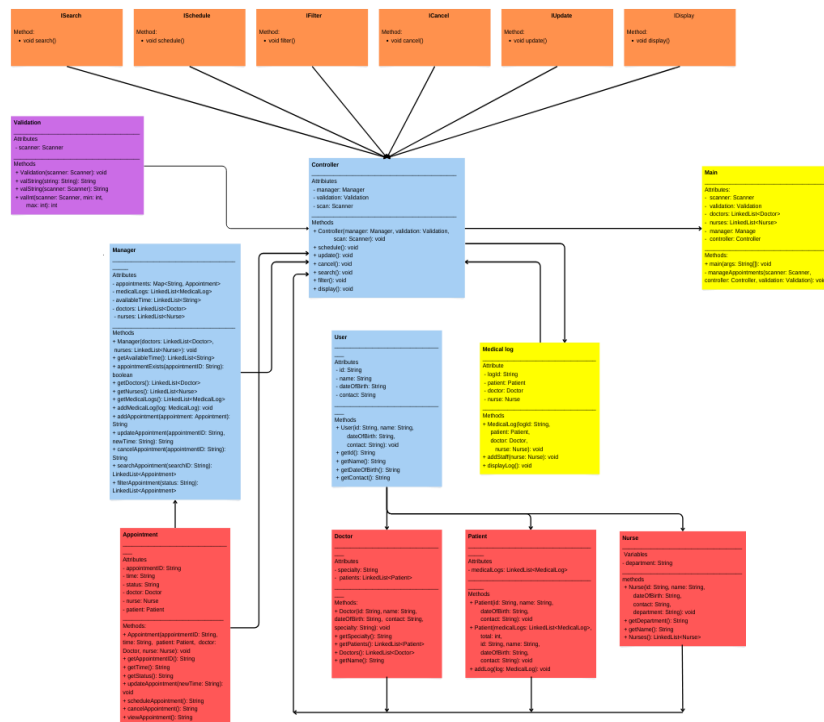 ISearch
Method:
• void search()
ISchedule
Method:
• void schedule()
IFilter
Method:
• void filter()
ICancel
Method:
• void cancel()
IUpdate
Method:
• void update()
IDisplay
Method:
• void display()
Validation
Attributes
- scanner: Scanner
Methods
+ Validation(scanner: Scanner): void
+ valString(string: String): String
+ valString(scanner: Scanner): String
+ valInt(scanner: Scanner, min: int,
max: int): int
Controller
Attributes
- manager: Manager
- validation: Validation
- scan: Scanner
Methods
+ Controller(manager: Manager, validation: Validation,
scan: Scanner): void
+ schedule(): void
+ update(): void
+ cancel(): void
+ search(): void
+ filter(): void
+ display(): void
Main
Attributes:
- scanner: Scanner
- validation: Validation
- doctors: LinkedList<Doctor>
- nurses: LinkedList<Nurse>
- manager: Manage
- controller: Controller
Methods:
+ main(args: String[]): void
- manageAppointments(scanner: Scanner,
controller: Controller, validation: Validation): void
Manager
Attributes
- appointments: Map<String, Appointment>
- medicalLogs: LinkedList<MedicalLog>
- availableTime: LinkedList<String>
- doctors: LinkedList<Doctor>
- nurses: LinkedList<Nurse>
Methods
+ Manager(doctors: LinkedList<Doctor>,
nurses: LinkedList<Nurse>): void
+ getAvailableTime(): LinkedList<String>
+ appointmentExists(appointmentID: String):
boolean
+ getDoctors(): LinkedList<Doctor>
+ getNurses(): LinkedList<Nurse>
+ getMedicalLogs(): LinkedList<MedicalLog>
+ addMedicalLog(log: MedicalLog): void
+ addAppointment(appointment: Appointment):
String
+ updateAppointment(appointmentID: String,
newTime: String): String
+ cancelAppointment(appointmentID: String):
String
+ searchAppointment(searchID: String):
LinkedList<Appointment>
+ filterAppointment(status: String):
LinkedList<Appointment>
User
Attributes
- id: String
- name: String
- dateOfBirth: String
- contact: String
Methods
+ User(id: String, name: String,
dateOfBirth: String,
contact: String): void
+ getId(): String
+ getName(): String
+ getDateOfBirth(): String
+ getContact(): String
Medical log
Attribute
- logId: String
- patient: Patient
- doctor: Doctor
- nurse: Nurse
Methods
+ MedicalLog(logId: String,
patient: Patient,
doctor: Doctor,
nurse: Nurse): void
+ addStaff(nurse: Nurse): void
+ displayLog(): void
Appointment
Attributes
- appointmentID: String
- time: String
- status: String
- doctor: Doctor
- nurse: Nurse
- patient: Patient
Methods:
+ Appointment(appointmentID: String,
time: String, patient: Patient, doctor:
Doctor, nurse: Nurse): void
+ getAppointmentID(): String
+ getTime(): String
+ getStatus(): String
+ updateAppointment(newTime: String):
void
+ scheduleAppointment(): String
+ cancelAppointment(): String
+ viewAppointment(): String
Doctor
Attributes
- specialty: String
- patients: LinkedList<Patient>
Methods:
+ Doctor(id: String, name: String,
dateOfBirth: String, contact: String,
specialty: String): void
+ getSpecialty(): String
+ getPatients(): LinkedList<Patient>
+ Doctors(): LinkedList<Doctor>
+ getName(): String
Patient
Attributes
- medicalLogs: LinkedList<MedicalLog>
Methods
+ Patient(id: String, name: String,
dateOfBirth: String,
contact: String): void
+ Patient(medicalLogs: LinkedList<MedicalLog>,
total: int,
id: String, name: String,
dateOfBirth: String,
contact: String): void
+ addLog(log: MedicalLog): void
Nurse
Variables
- department: String
methods
+ Nurse(id: String, name: String,
dateOfBirth: String,
contact: String,
department: String): void
+ getDepartment(): String
+ getName(): String
+ Nurses(): LinkedList<Nurse>